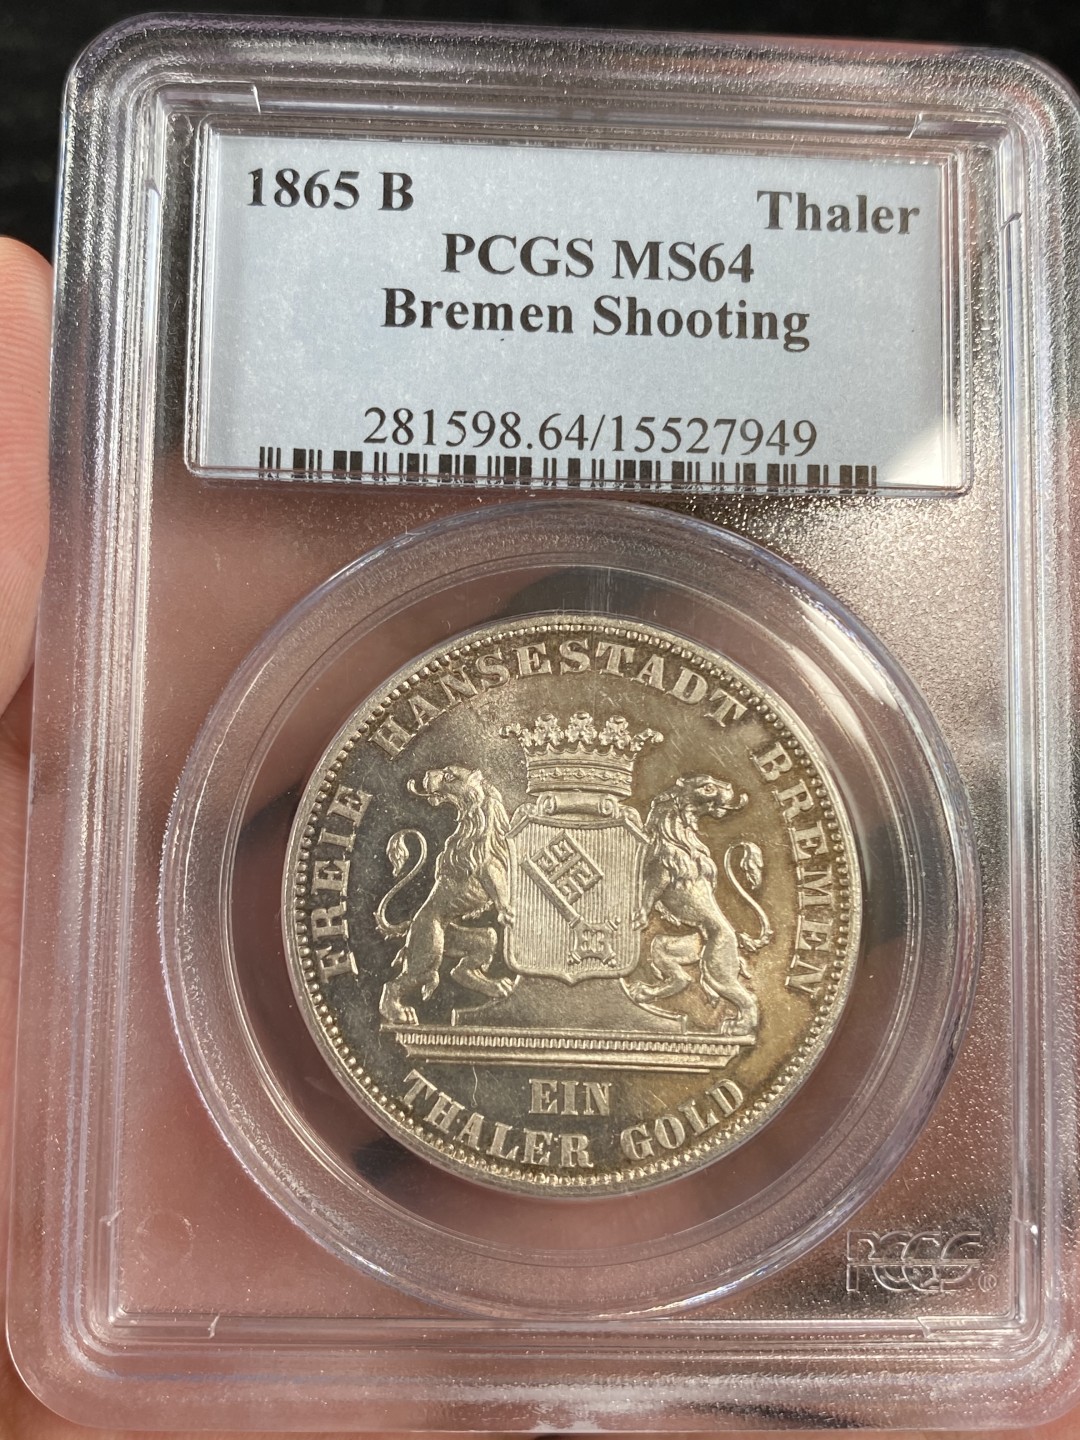 1865 B
Thaler
PCGS MS64
Bremen Shooting
281598.64/15527949
FREIE HANSESTADT BREMEN
EIN
THALER GOLD
PCGS